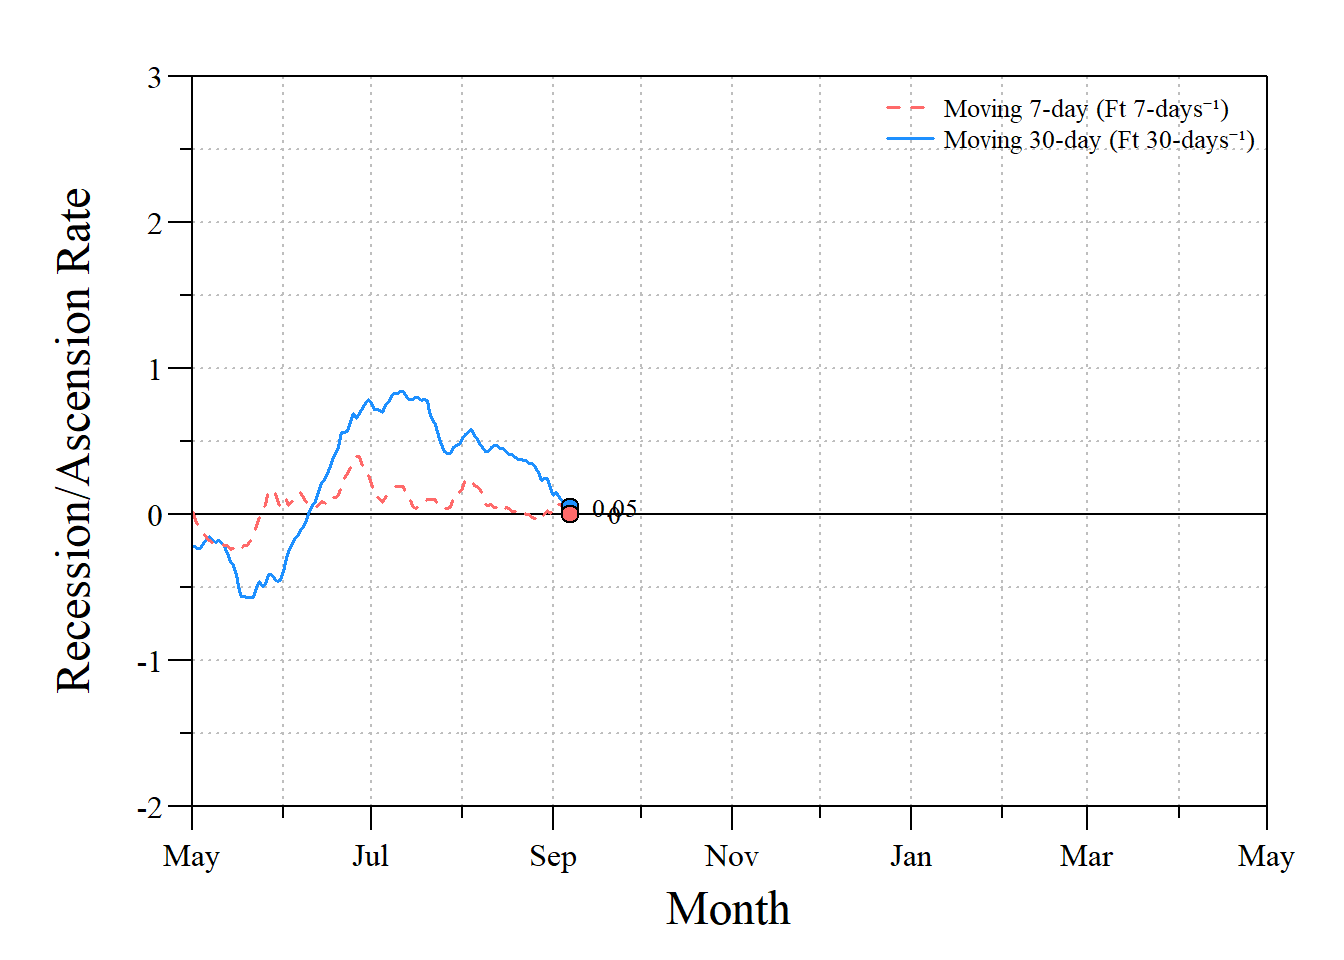 3
2
1
0
-1
-2
Recession/Ascension Rate
Moving 7-day (Ft 7-days⁻¹)
Moving 30-day (Ft 30-days⁻¹)
0.05
0
May Jul Sep Nov Jan Mar May
Month